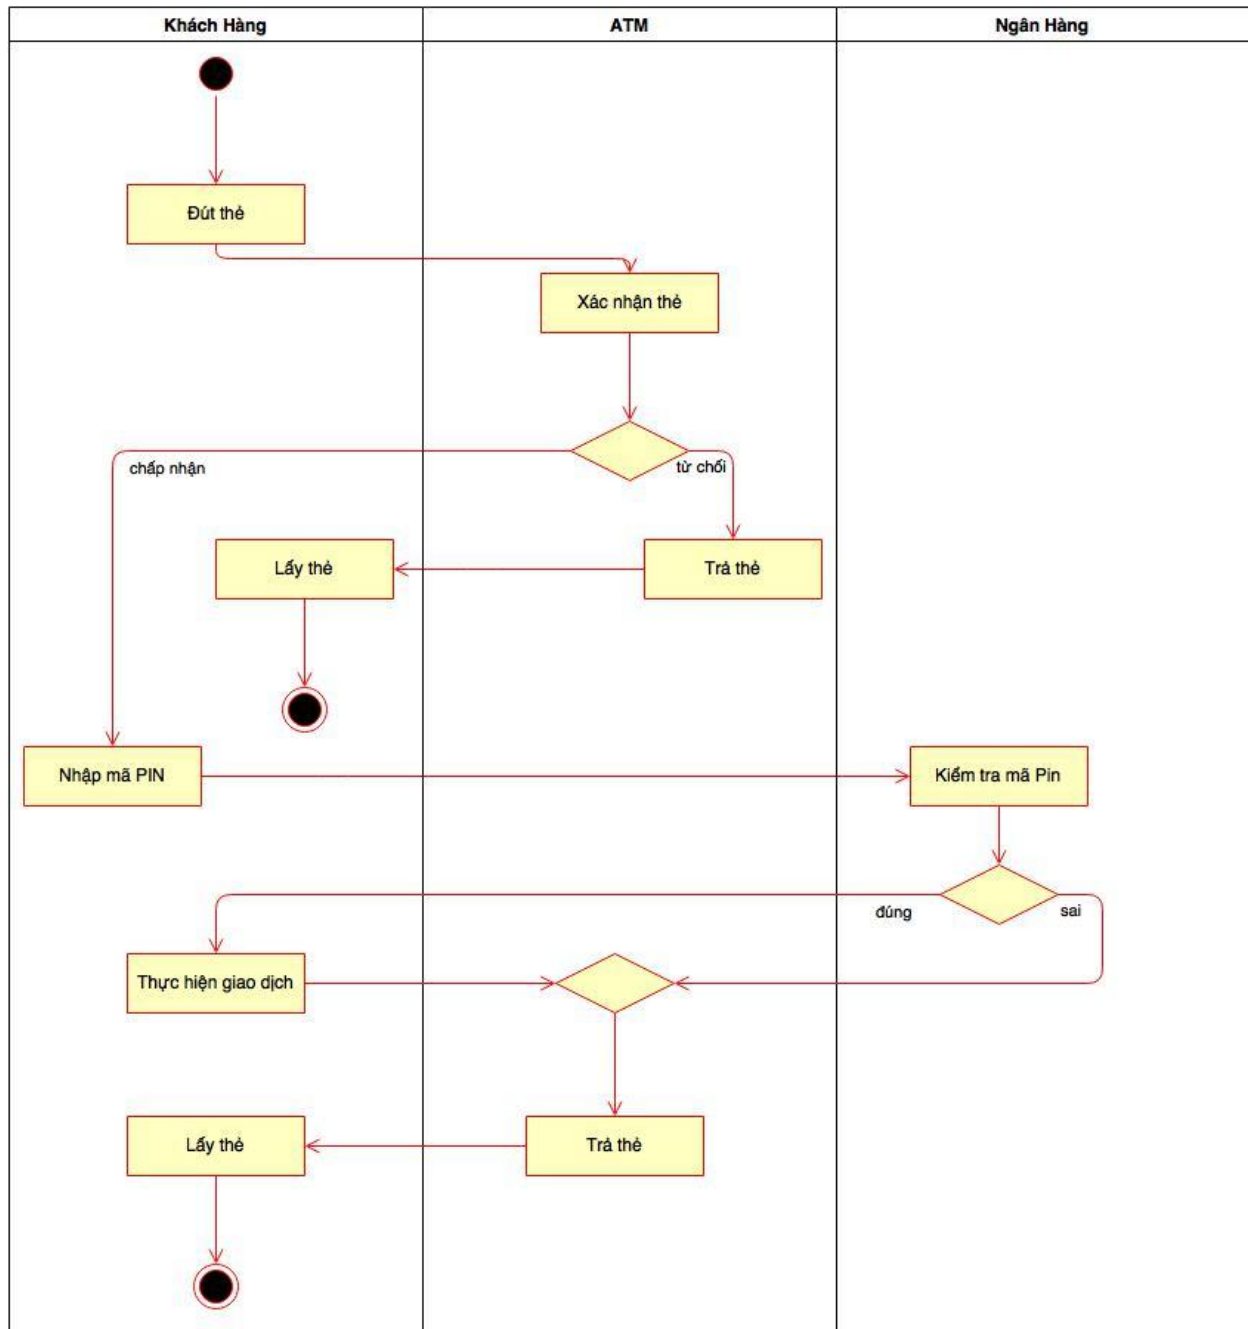 Khách Hàng
ATM
Ngân Hàng
Đút thẻ
Xác nhận thẻ
chấp nhận
từ chối
Lấy thẻ
Trả thẻ
Nhập mã PIN
Kiểm tra mã Pin
đúng
sai
Thực hiện giao dịch
Lấy thẻ
Trả thẻ